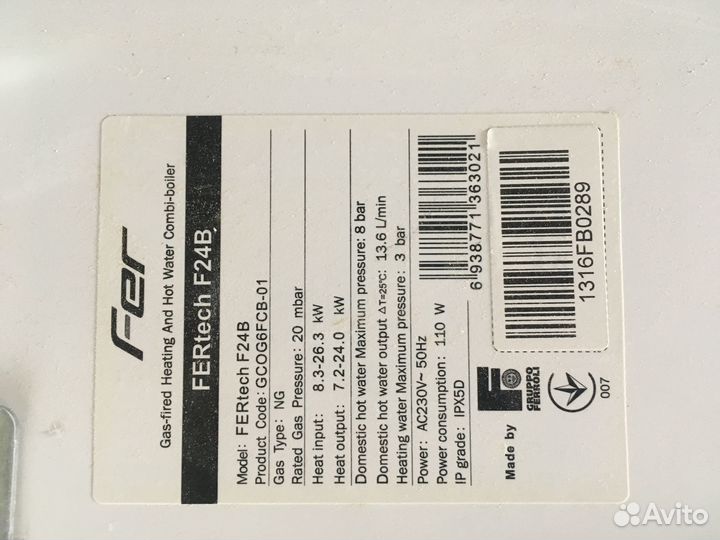 Fer
Gas-fired Heating And Hot Water Combi-boiler
FERtech F24B
Model: FERtech F24B
Product Code: GCOG6FCB-01
Gas Type: NG
Rated Gas Pressure: 20 mbar
Heat input: 8.3-26.3 kW
Heat output: 7.2-24.0 kW
Domestic hot water Maximum pressure: 8 bar
Domestic hot water output ΔT=25℃: 13.6 L/min
Heating water Maximum pressure: 3 bar
Power: AC230V~ 50Hz
Power consumption: 110 W
IP grade: IPX5D
Made by
GRUPPO
FERROLI
007
6 938771 363021
1316FB0289
Avito